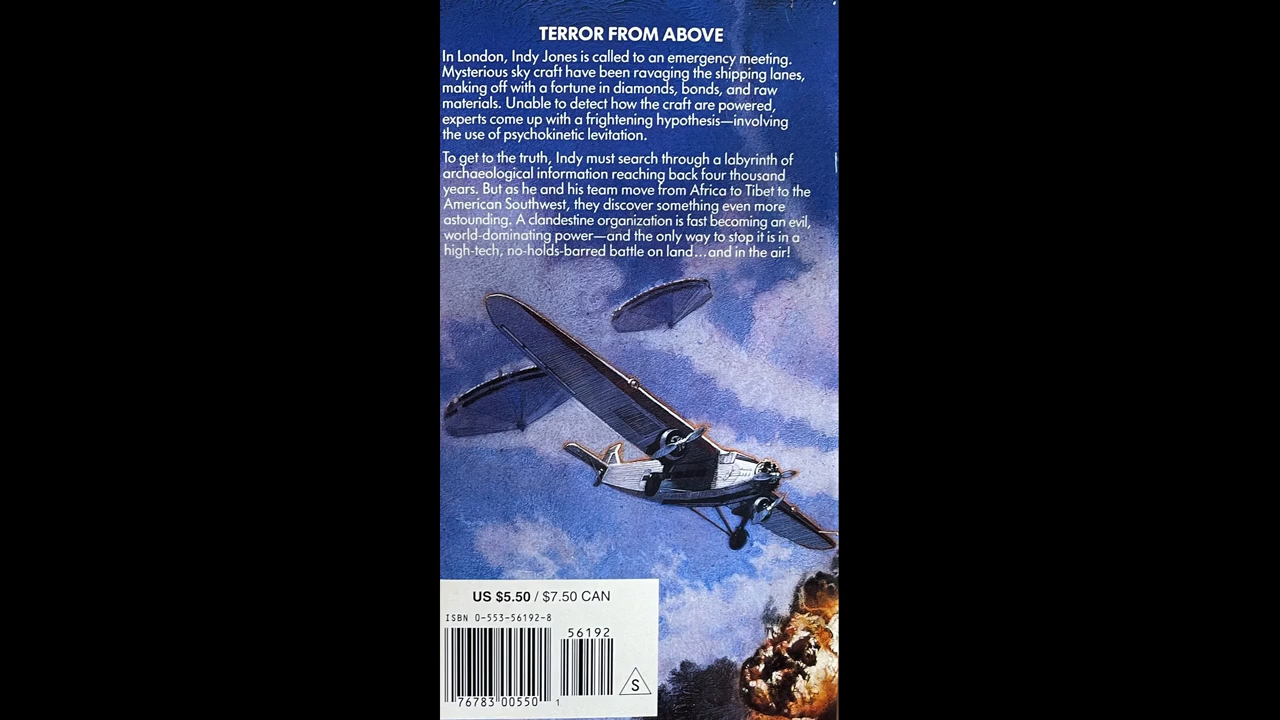 TERROR FROM ABOVE
In London, Indy Jones is called to an emergency meeting.
Mysterious sky craft have been ravaging the shipping lanes,
making off with a fortune in diamonds, bonds, and raw
materials. Unable to detect how the craft are powered,
experts come up with a frightening hypothesis—involving
the use of psychokinetic levitation.
To get to the truth, Indy must search through a labyrinth of
archaeological information reaching back four thousand
years. But as he and his team move from Africa to Tibet to the
American Southwest, they discover something even more
astounding. A clandestine organization is fast becoming an evil,
world-dominating power—and the only way to stop it is in a
high-tech, no-holds-barred battle on land...and in the air!
US $5.50 / $7.50 CAN
ISBN 0-553-56192-8
56192
76783 00550 1
S